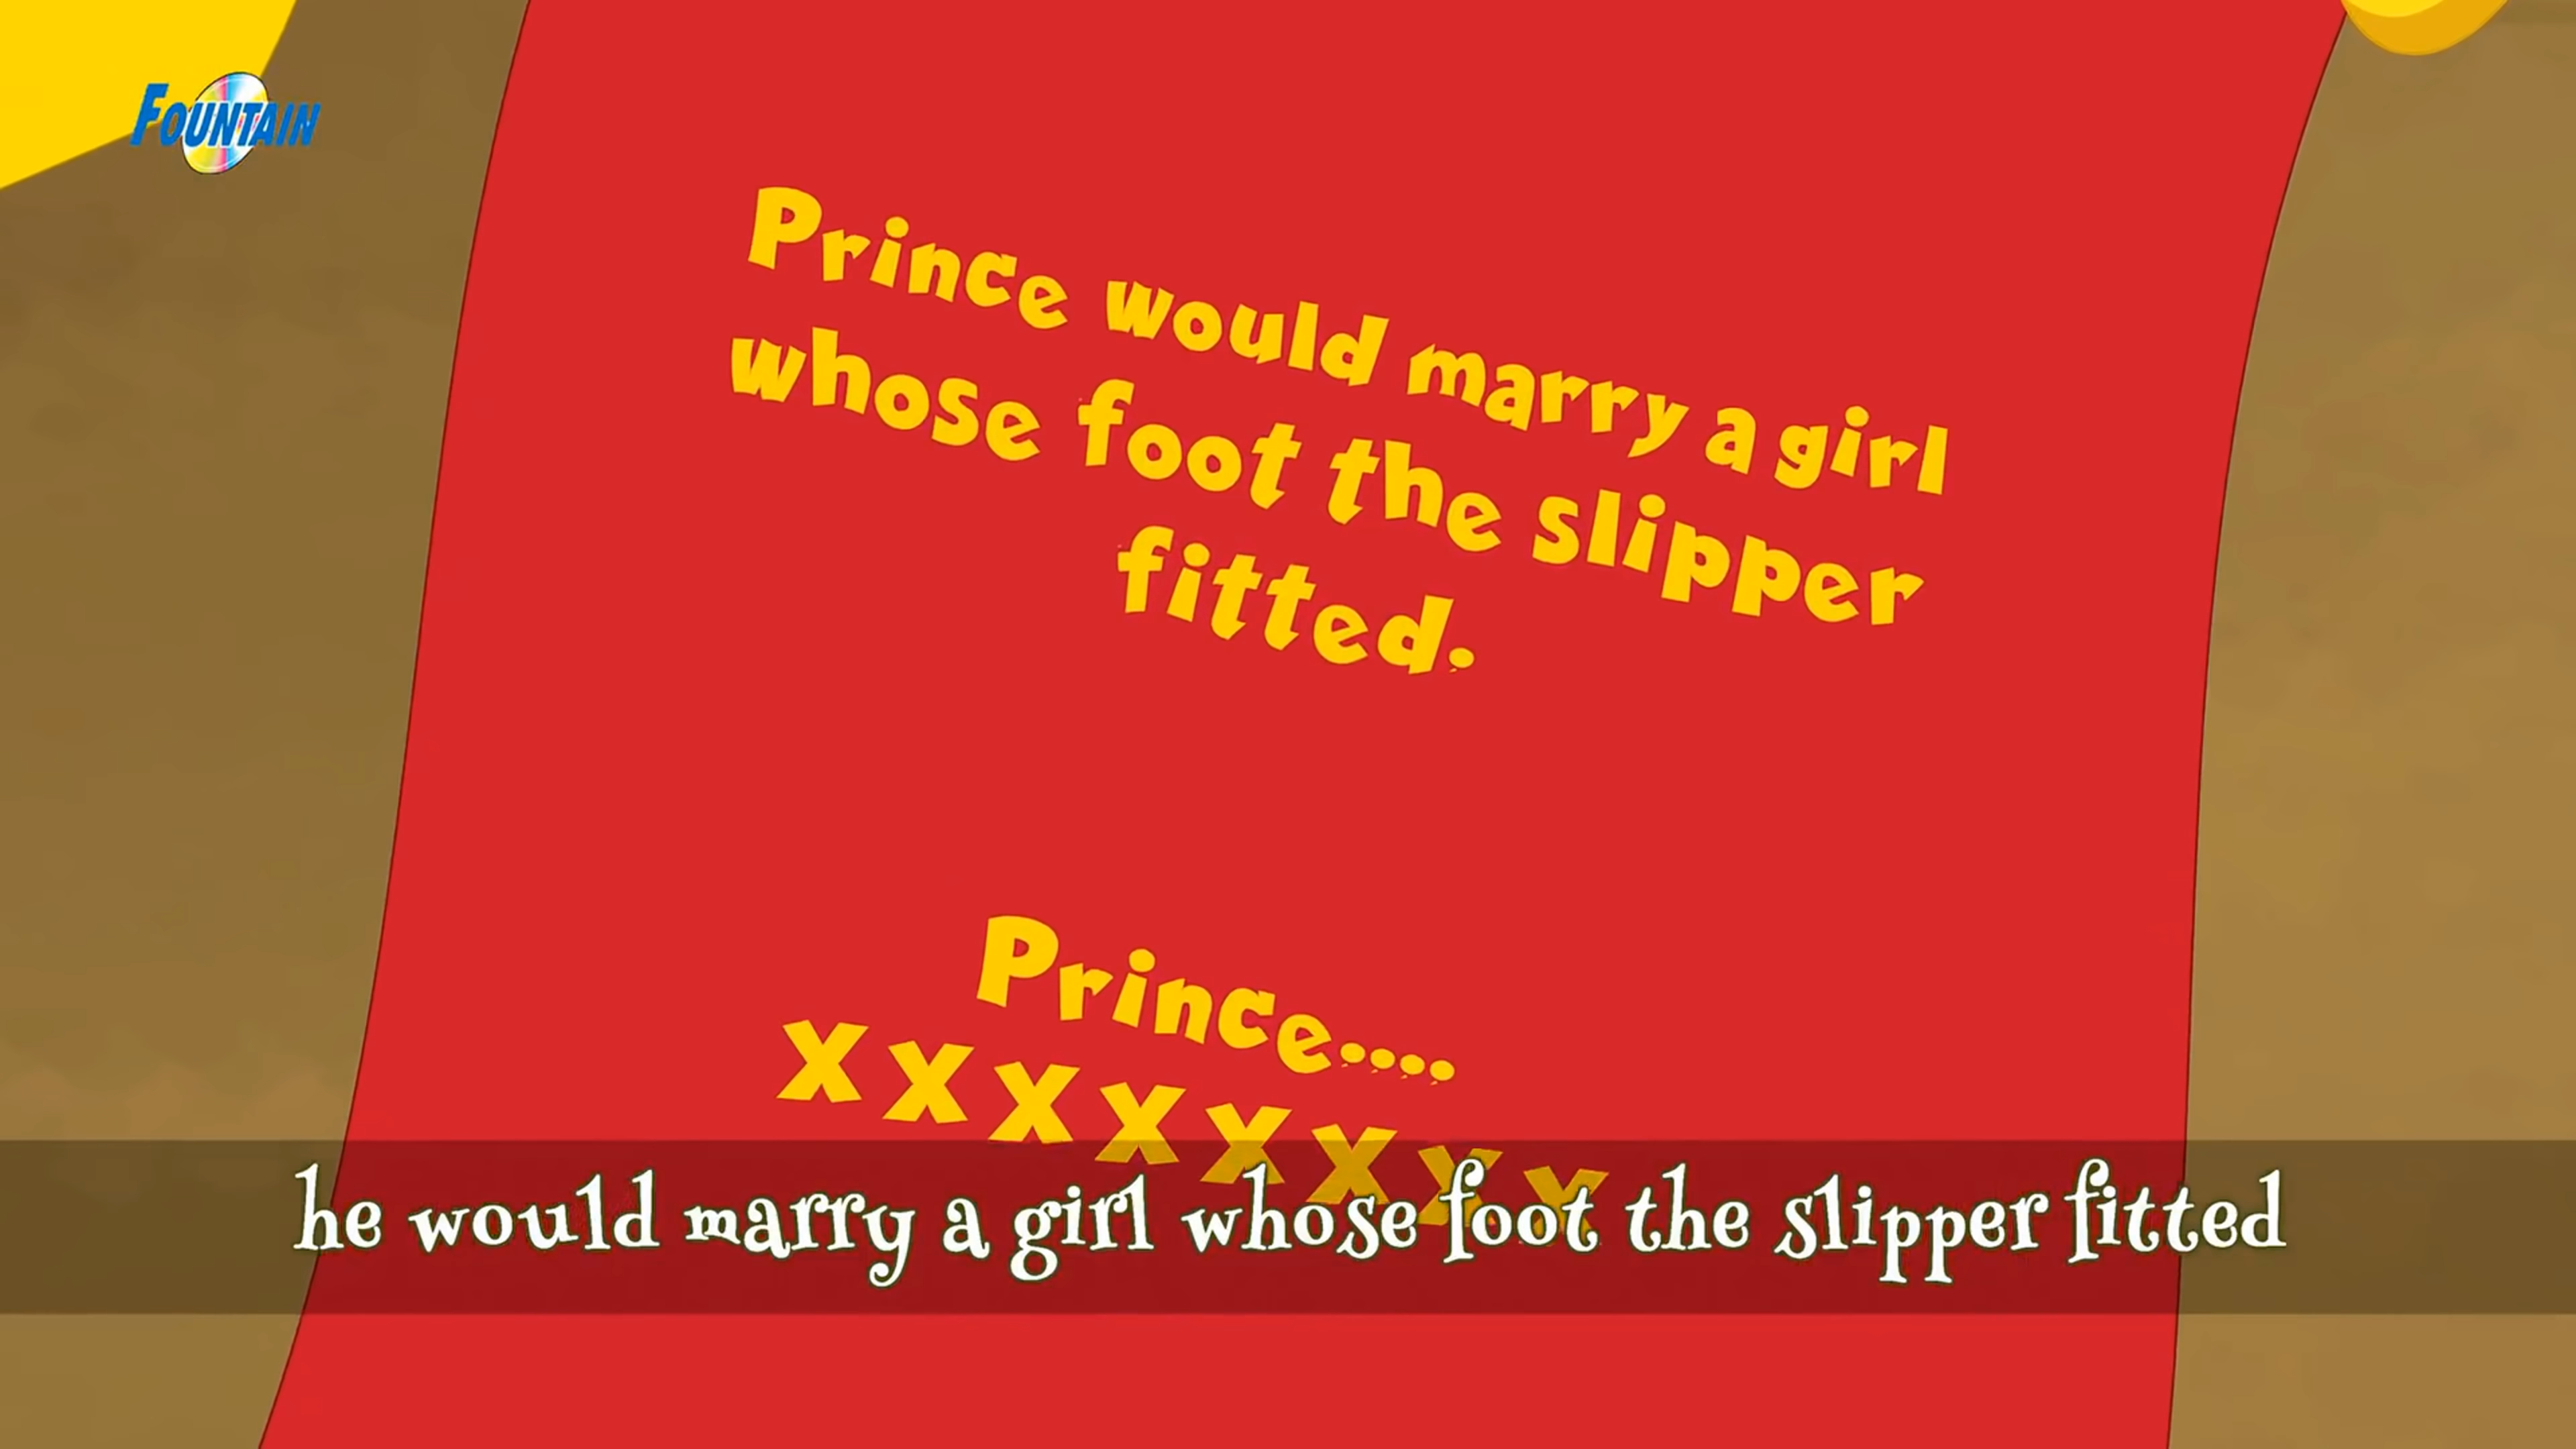 FOUNTAIN
Prince would marry a girl
whose foot the slipper
fitted.
Prince....
X X X X X X X X
he would marry a girl whose foot the slipper fitted